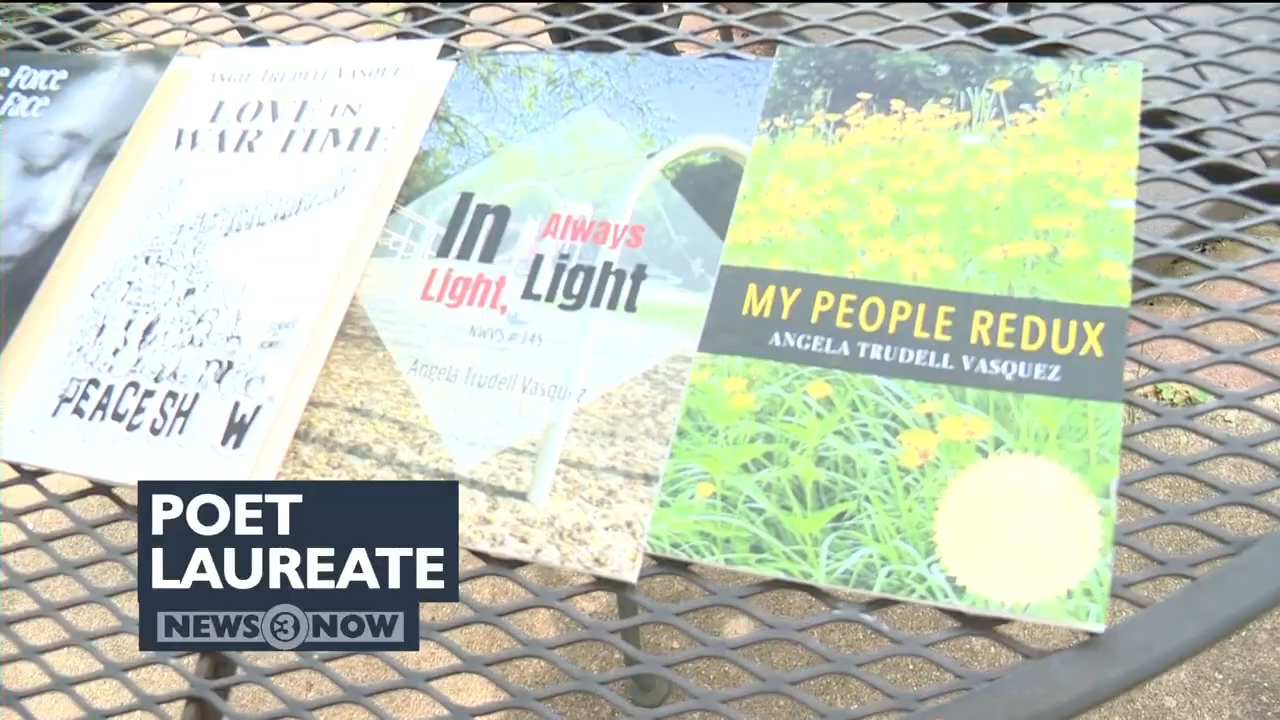 e Force
Face
ANGIE TRUDELL VASQUEZ
LOVE IN
WAR TIME
PEACE SH W
In Always
Light, Light
NWVS #145
Angela Trudell Vasquez
MY PEOPLE REDUX
ANGELA TRUDELL VASQUEZ
POET
LAUREATE
NEWS 3 NOW